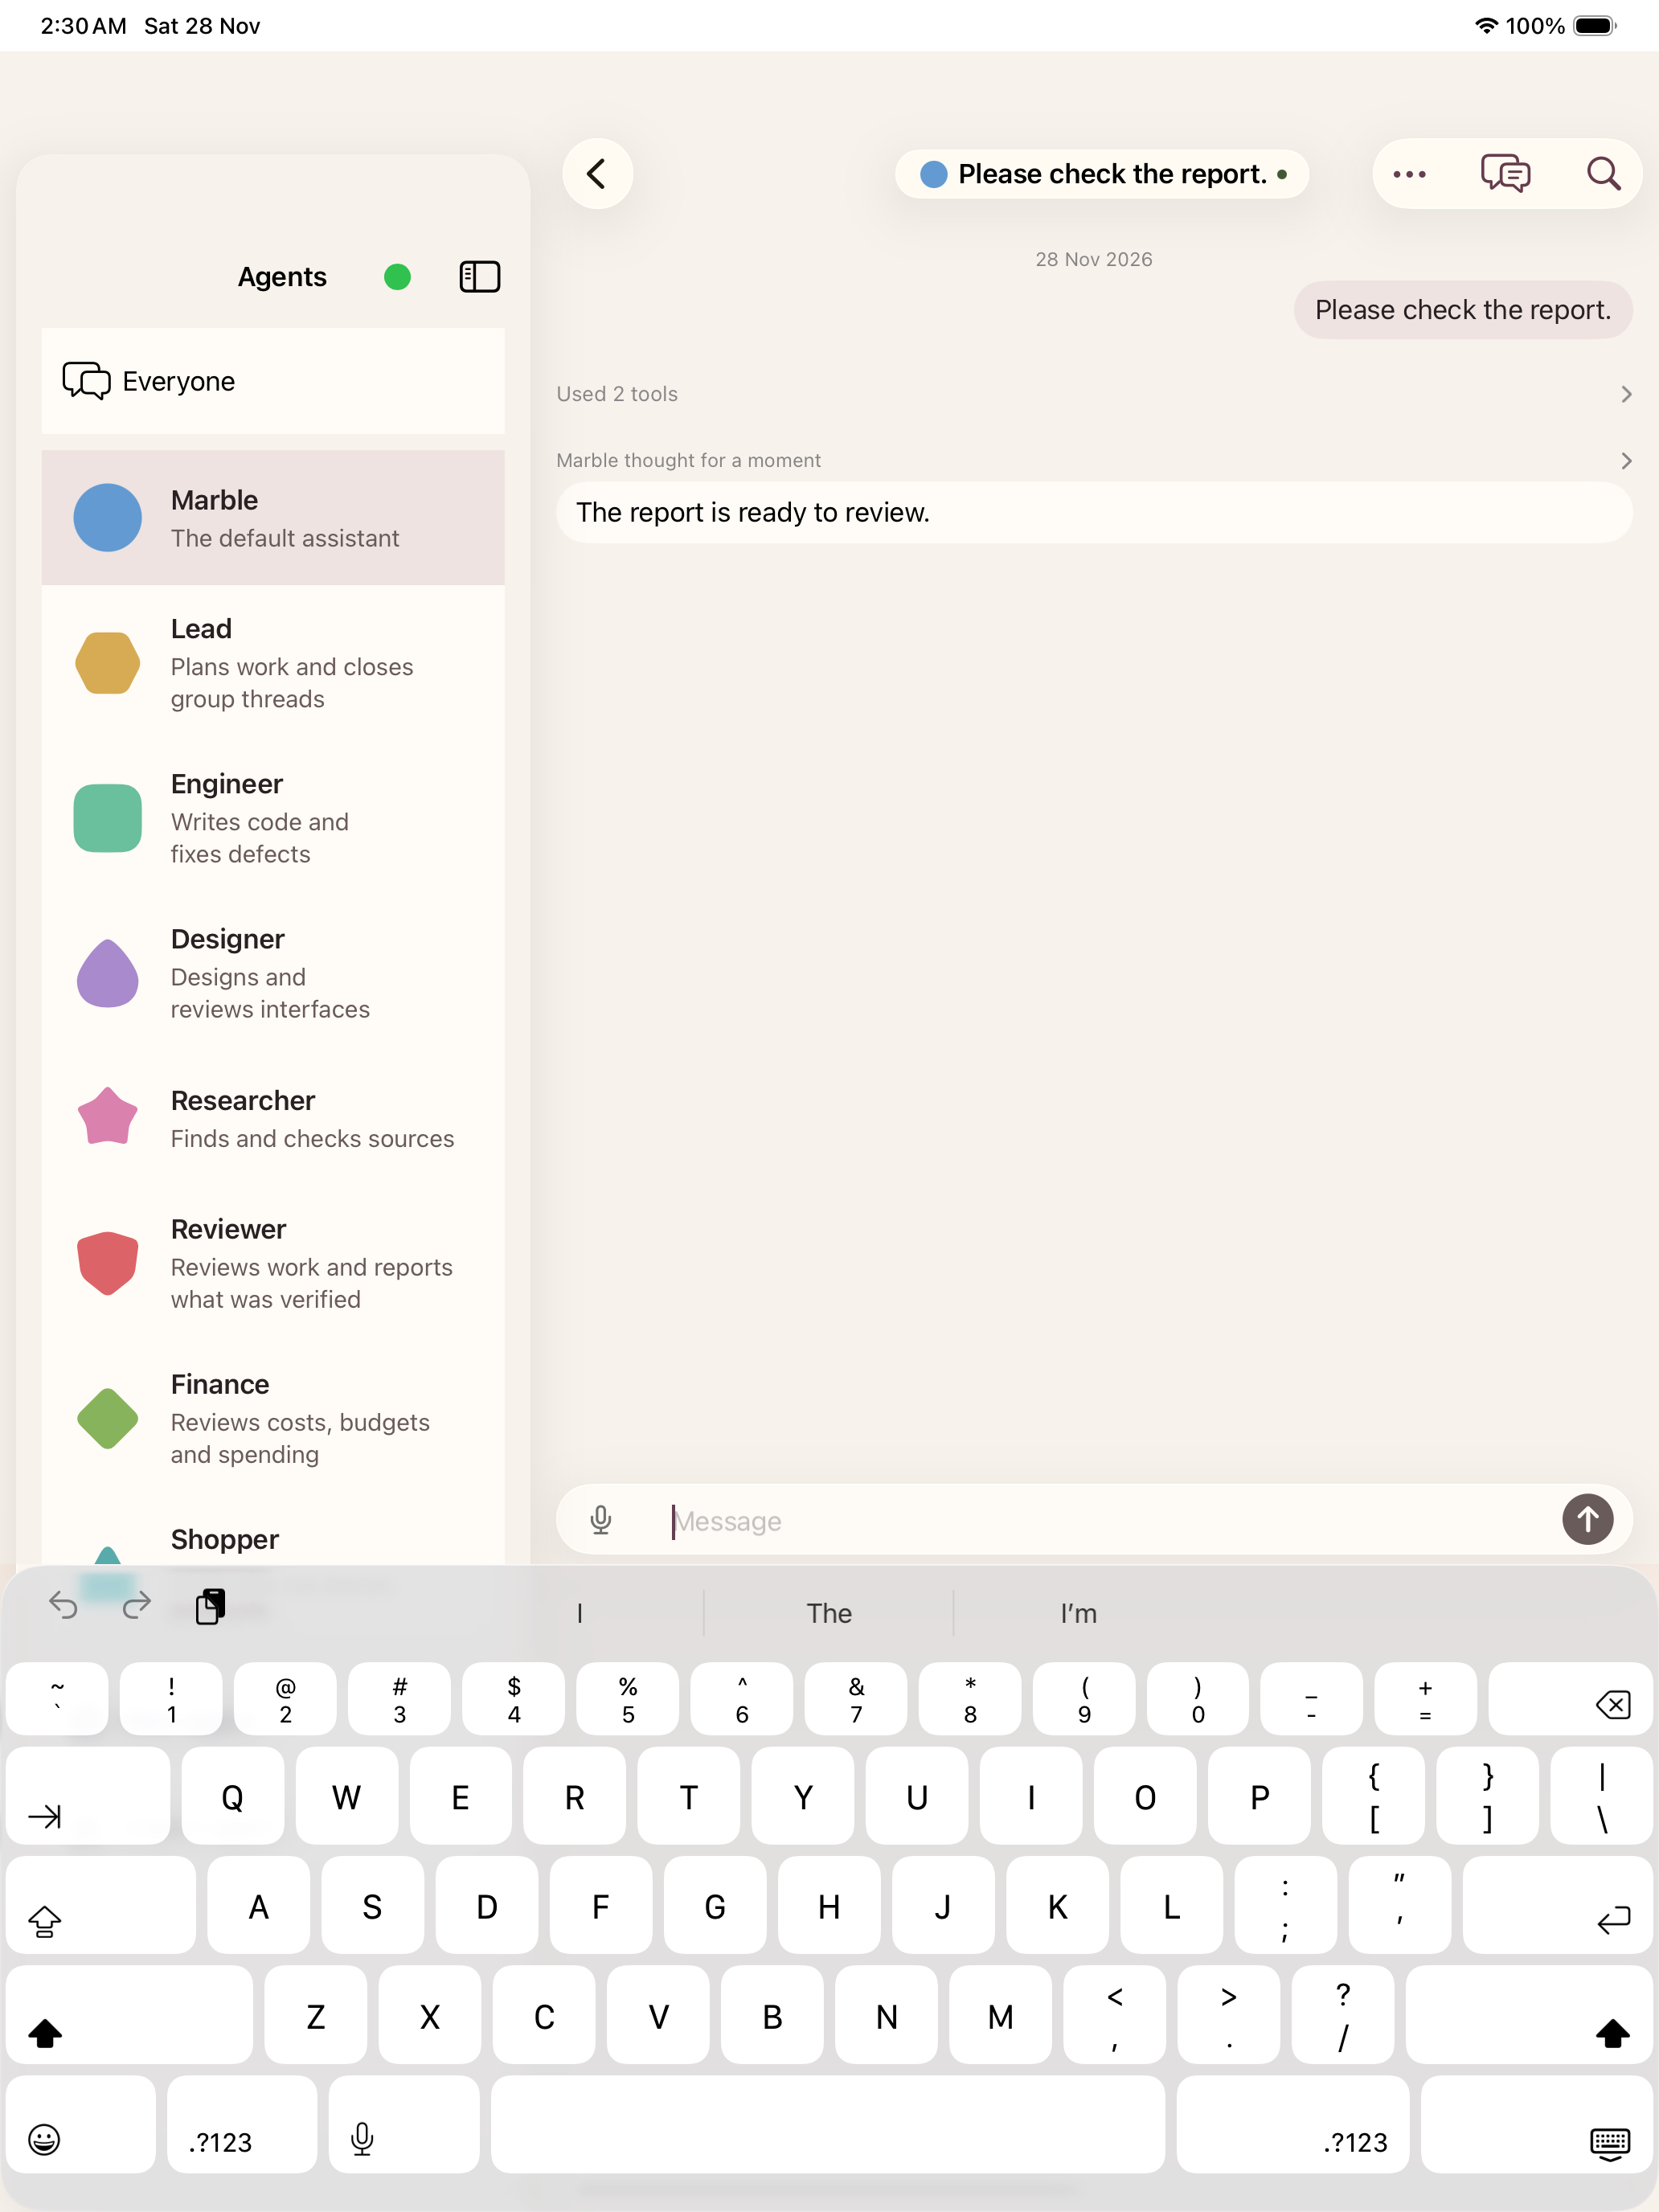 2:30 AM Sat 28 Nov
100%
Agents
Everyone
Marble
The default assistant
Lead
Plans work and closes
group threads
Engineer
Writes code and
fixes defects
Designer
Designs and
reviews interfaces
Researcher
Finds and checks sources
Reviewer
Reviews work and reports
what was verified
Finance
Reviews costs, budgets
and spending
Shopper
Please check the report.
28 Nov 2026
Please check the report.
Used 2 tools
Marble thought for a moment
The report is ready to review.
Message
I The I’m
~ ! @ # $ % ^ & * ( ) _ +
` 1 2 3 4 5 6 7 8 9 0 - =
Q W E R T Y U I O P { } |
[ ] \
A S D F G H J K L : "
; '
Z X C V B N M < > ?
, . /
.?123 .?123